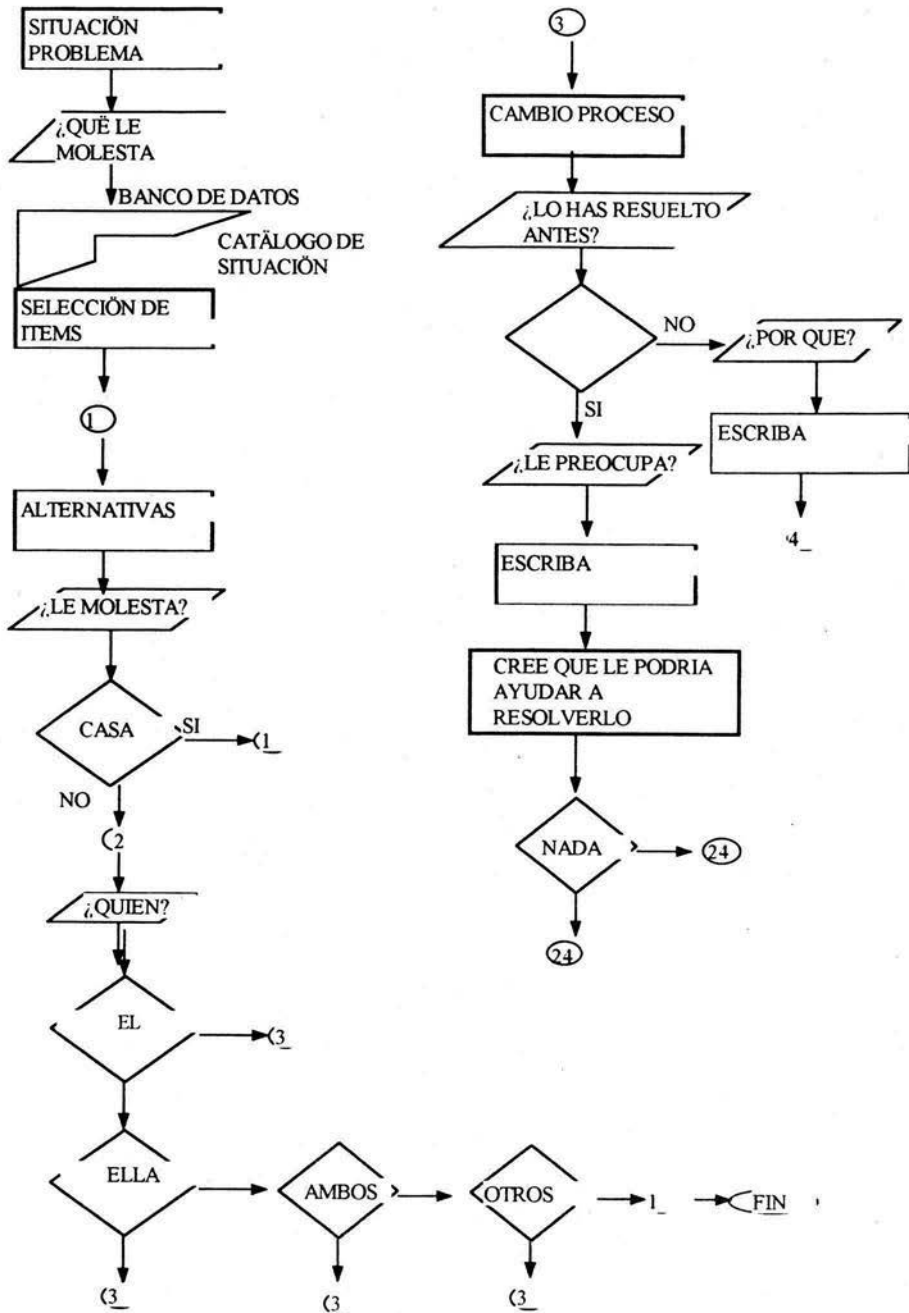 SITUACIÓN
PROBLEMA
¿QUË LE
MOLESTA
BANCO DE DATOS
CATÄLOGO DE
SITUACIÓN
SELECCIÖN DE
ITEMS
1
ALTERNATIVAS
¿LE MOLESTA?
CASA
SI
1
NO
2
¿QUIEN?
EL
3
ELLA
AMBOS
OTROS
1
FIN
3
3
3
3
CAMBIO PROCESO
¿LO HAS RESUELTO
ANTES?
NO
¿POR QUE?
ESCRIBA
4
SI
¿LE PREOCUPA?
ESCRIBA
CREE QUE LE PODRIA
AYUDAR A
RESOLVERLO
NADA
24
24